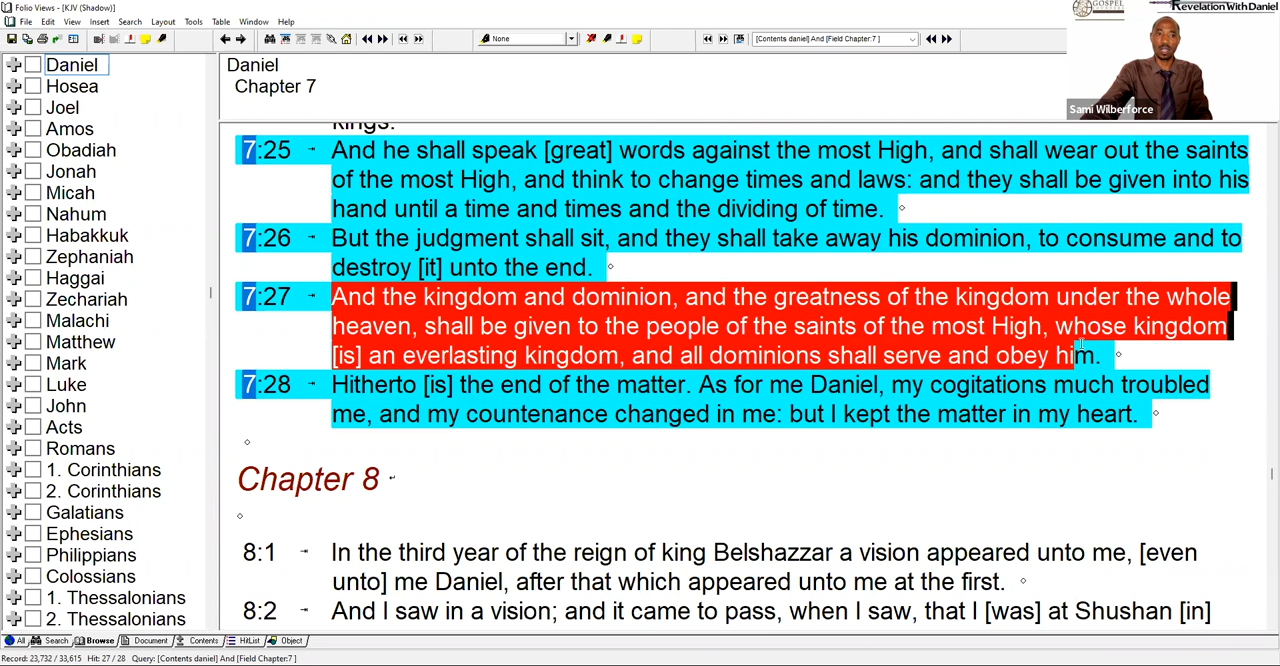 Folio Views - [KJV (Shadow)]
File Edit View Insert Search Layout Tools Table Window Help
None
[Contents daniel] And [Field Chapter:7 ]
GOSPEL
Revelation With Daniel
Sami Wilberforce
Daniel
Hosea
Joel
Amos
Obadiah
Jonah
Micah
Nahum
Habakkuk
Zephaniah
Haggai
Zechariah
Malachi
Matthew
Mark
Luke
John
Acts
Romans
1. Corinthians
2. Corinthians
Galatians
Ephesians
Philippians
Colossians
1. Thessalonians
2. Thessalonians
Daniel
Chapter 7
kings.
7:25 And he shall speak [great] words against the most High, and shall wear out the saints
of the most High, and think to change times and laws: and they shall be given into his
hand until a time and times and the dividing of time.
7:26 But the judgment shall sit, and they shall take away his dominion, to consume and to
destroy [it] unto the end.
7:27 And the kingdom and dominion, and the greatness of the kingdom under the whole
heaven, shall be given to the people of the saints of the most High, whose kingdom
[is] an everlasting kingdom, and all dominions shall serve and obey him.
7:28 Hitherto [is] the end of the matter. As for me Daniel, my cogitations much troubled
me, and my countenance changed in me: but I kept the matter in my heart.
Chapter 8
8:1 In the third year of the reign of king Belshazzar a vision appeared unto me, [even
unto] me Daniel, after that which appeared unto me at the first.
8:2 And I saw in a vision; and it came to pass, when I saw, that I [was] at Shushan [in]
All Search Browse Document Contents HitList Object
Record: 23,732 / 33,615 Hit: 27 / 28 Query: [Contents daniel] And [Field Chapter:7 ]